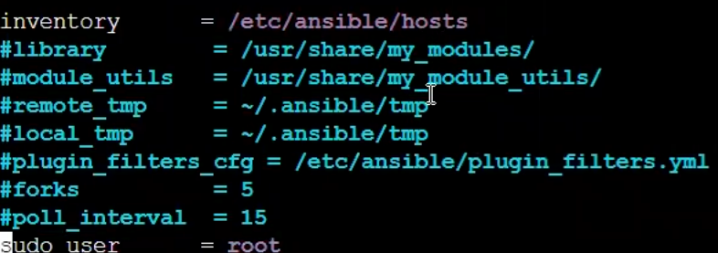 inventory = /etc/ansible/hosts
#library = /usr/share/my_modules/
#module_utils = /usr/share/my_module_utils/
#remote_tmp = ~/.ansible/tmp
#local_tmp = ~/.ansible/tmp
#plugin_filters_cfg = /etc/ansible/plugin_filters.yml
#forks = 5
#poll_interval = 15
sudo_user = root